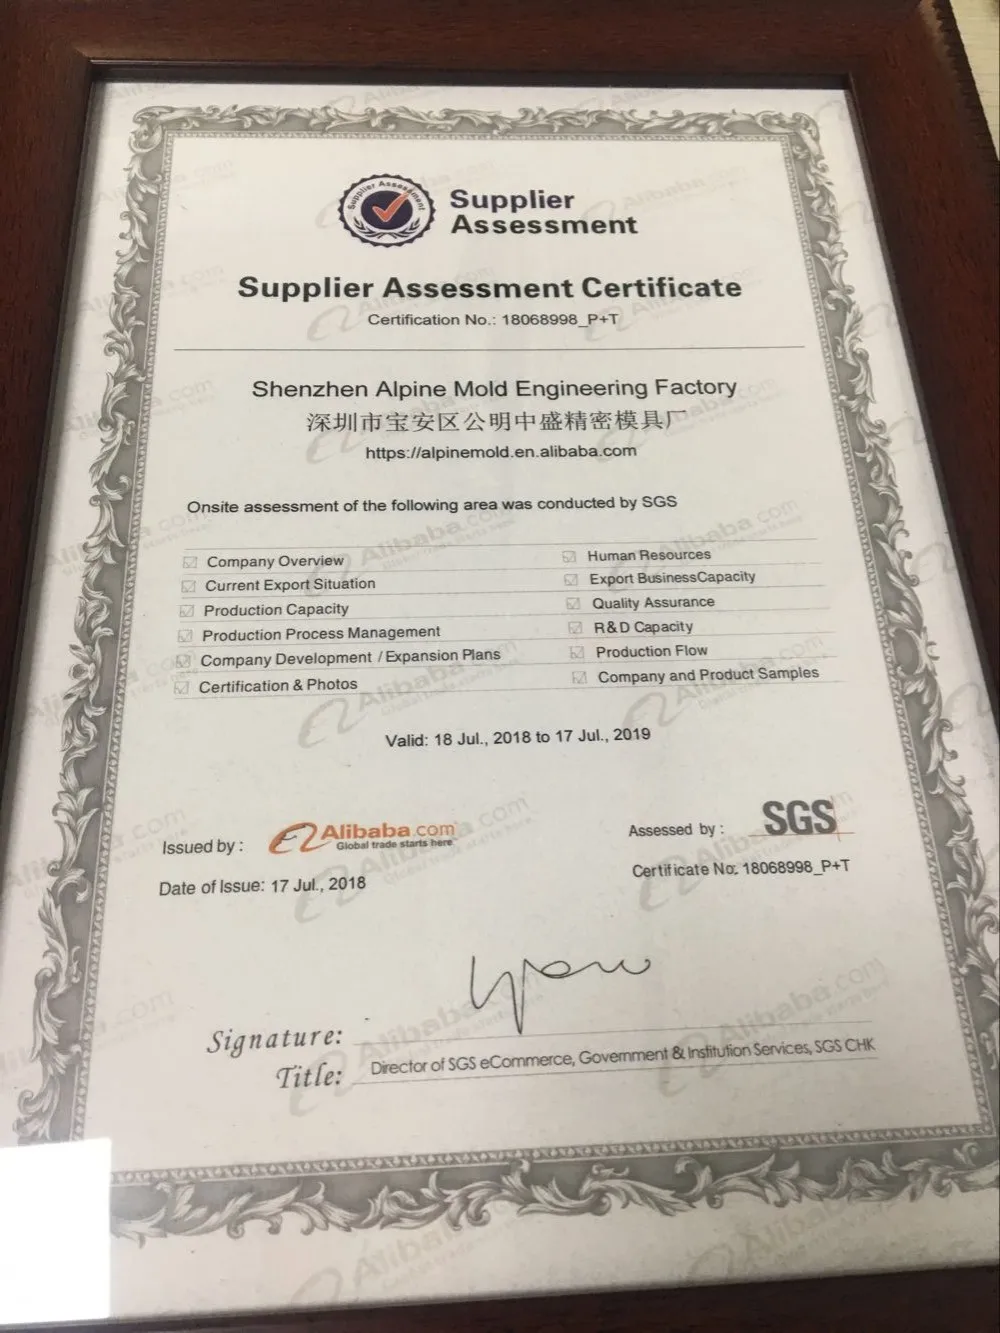 Supplier Assessment
Supplier
Assessment
Supplier Assessment Certificate
Certification No.: 18068998_P+T
Shenzhen Alpine Mold Engineering Factory
深圳市宝安区公明中盛精密模具厂
https://alpinemold.en.alibaba.com
Onsite assessment of the following area was conducted by SGS
Company Overview
Current Export Situation
Production Capacity
Production Process Management
Company Development / Expansion Plans
Certification & Photos
Human Resources
Export BusinessCapacity
Quality Assurance
R&D Capacity
Production Flow
Company and Product Samples
Valid: 18 Jul., 2018 to 17 Jul., 2019
Issued by :
Alibaba.com
Global trade starts here
Date of Issue: 17 Jul., 2018
Assessed by :
SGS
Certificate No.: 18068998_P+T
Signature:
Title:
Director of SGS eCommerce, Government & Institution Services, SGS CHK